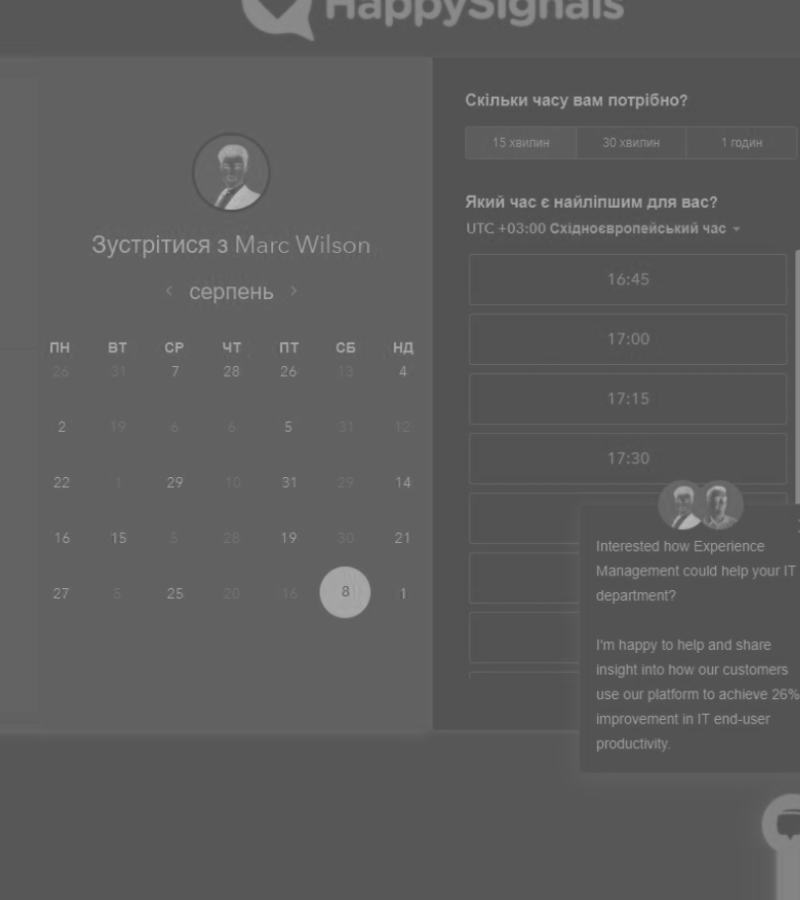 HappySignals
Зустрітися з Marc Wilson
серпень
ПН ВТ СР ЧТ ПТ СБ НД
26 31 7 28 26 13 4
2 19 6 6 5 31 12
22 1 29 10 31 29 14
16 15 5 28 19 30 21
27 5 25 20 16 8 1
Скільки часу вам потрібно?
15 хвилин 30 хвилин 1 годин
Який час є найліпшим для вас?
UTC +03:00 Східноєвропейський час
16:45
17:00
17:15
17:30
Interested how Experience
Management could help your IT
department?
I'm happy to help and share
insight into how our customers
use our platform to achieve 26%
improvement in IT end-user
productivity.